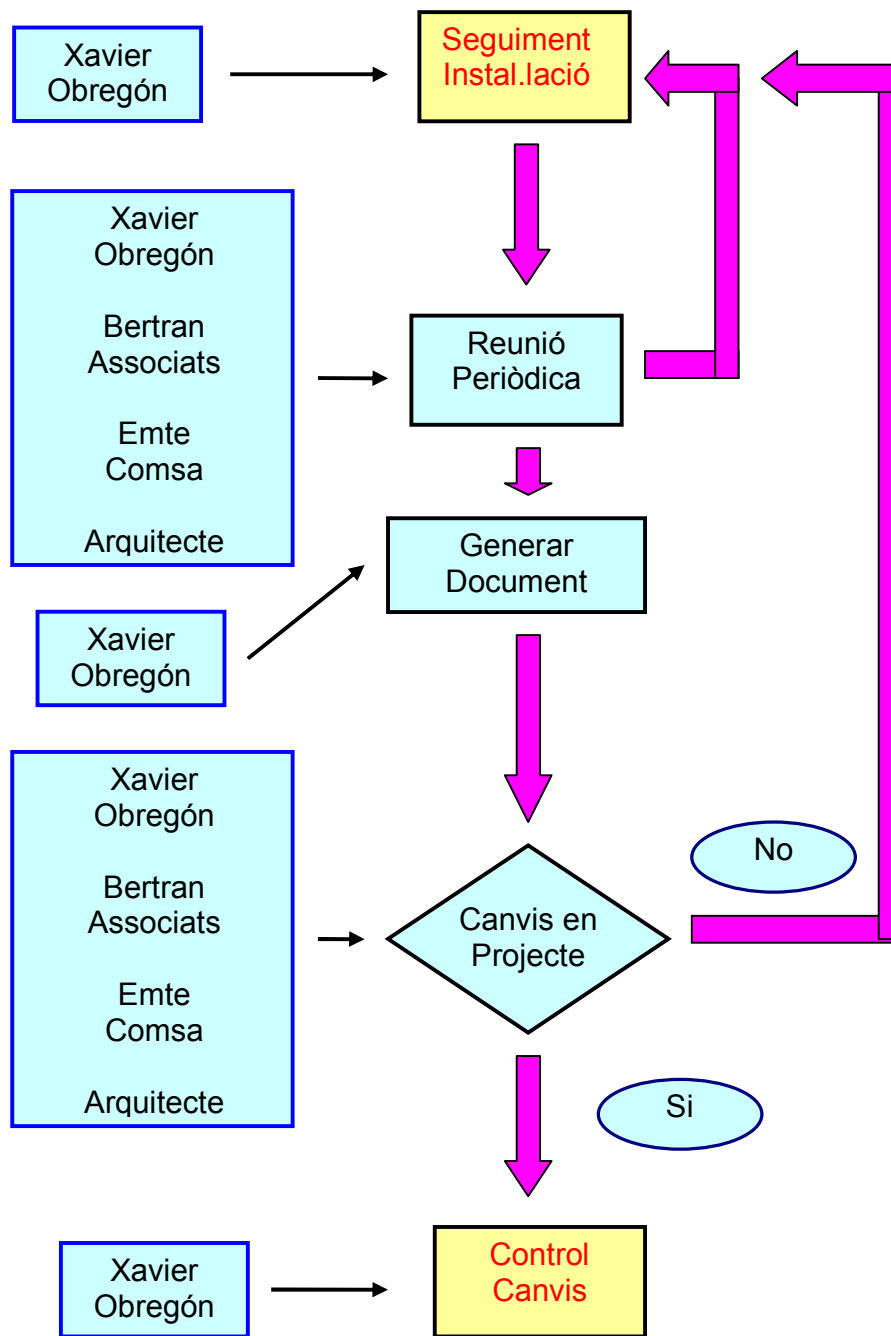 Xavier
Obregón
Seguiment
Instal.lació
Xavier
Obregón
Bertran
Associats
Emte
Comsa
Arquitecte
Reunió
Periòdica
Generar
Document
Xavier
Obregón
Xavier
Obregón
Bertran
Associats
Emte
Comsa
Arquitecte
Canvis en
Projecte
No
Si
Xavier
Obregón
Control
Canvis